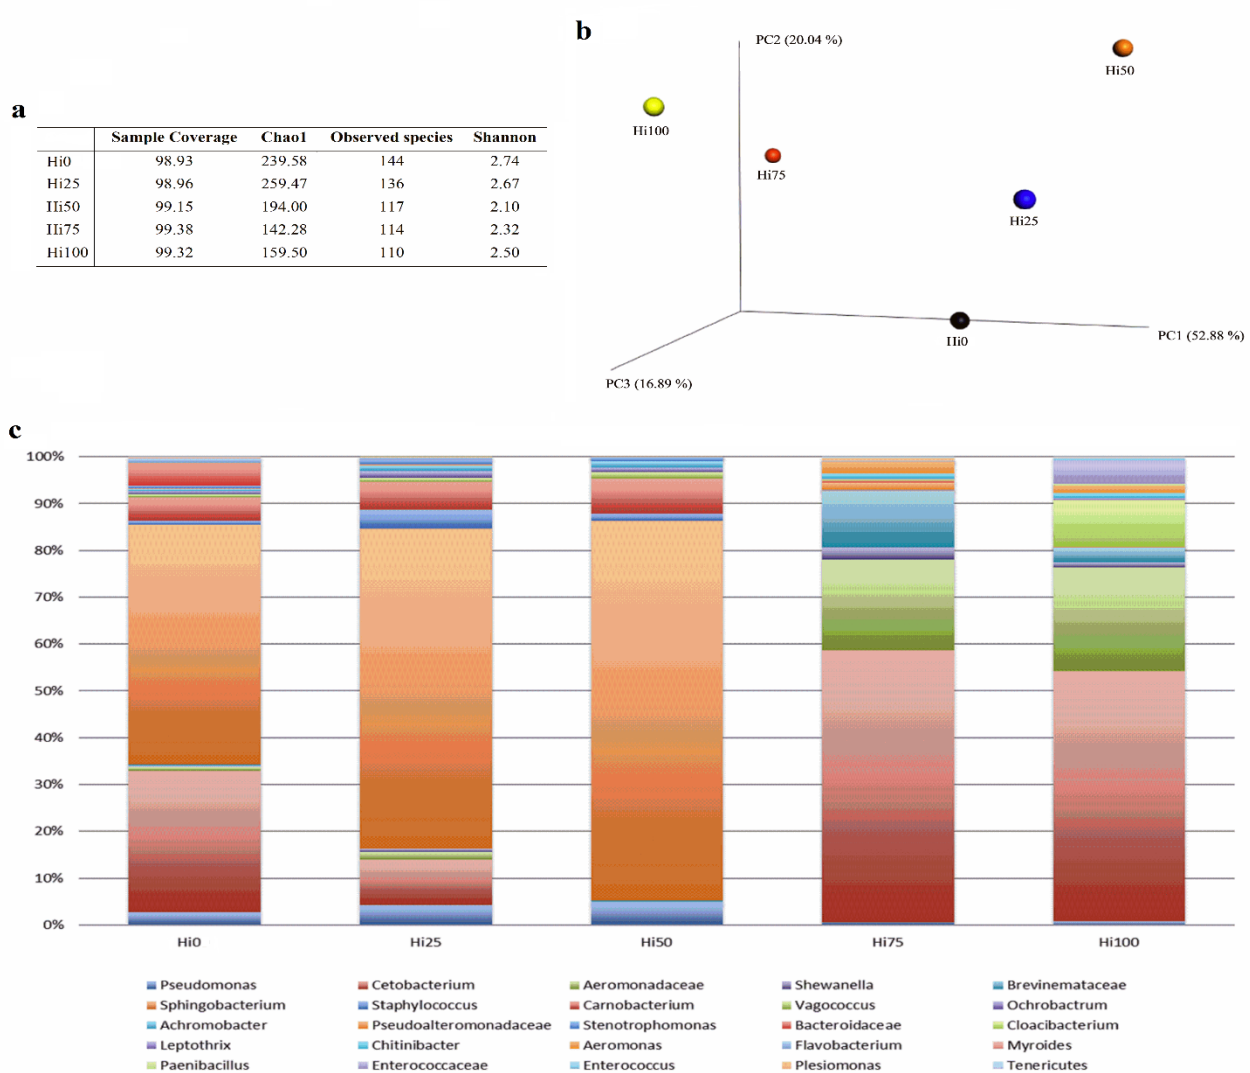 a
Sample Coverage Chao1 Observed species Shannon
Hi0 98.93 239.58 144 2.74
Hi25 98.96 259.47 136 2.67
Hi50 99.15 194.00 117 2.10
Hi75 99.38 142.28 114 2.32
Hi100 99.32 159.50 110 2.50
b
PC2 (20.04 %)
Hi50
Hi100
Hi75
Hi25
Hi0
PC1 (52.88 %)
PC3 (16.89 %)
c
100%
90%
80%
70%
60%
50%
40%
30%
20%
10%
0%
Hi0 Hi25 Hi50 Hi75 Hi100
Pseudomonas Cetobacterium Aeromonadaceae Shewanella Brevinemataceae
Sphingobacterium Staphylococcus Carnobacterium Vagococcus Ochrobactrum
Achromobacter Pseudoalteromonadaceae Stenotrophomonas Bacteroidaceae Cloacibacterium
Leptothrix Chitinibacter Aeromonas Flavobacterium Myroides
Paenibacillus Enterococcaceae Enterococcus Plesiomonas Tenericutes